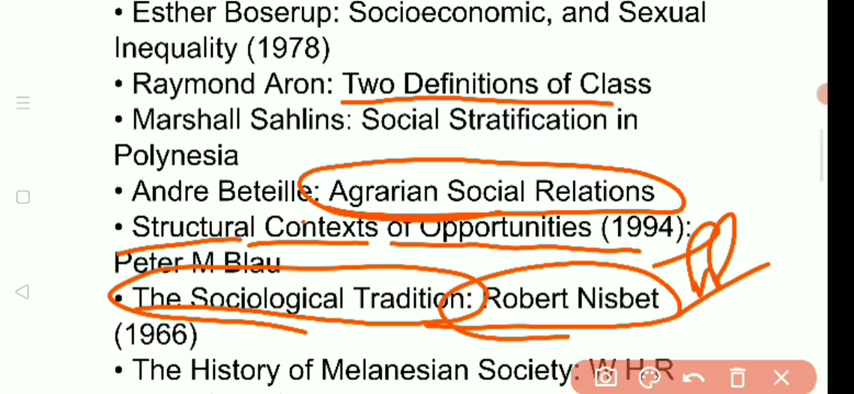 • Esther Boserup: Socioeconomic, and Sexual
Inequality (1978)
• Raymond Aron: Two Definitions of Class
• Marshall Sahlins: Social Stratification in
Polynesia
• Andre Beteille: Agrarian Social Relations
• Structural Contexts of Opportunities (1994):
Peter M Blau
• The Sociological Tradition: Robert Nisbet
(1966)
• The History of Melanesian Society: W H R